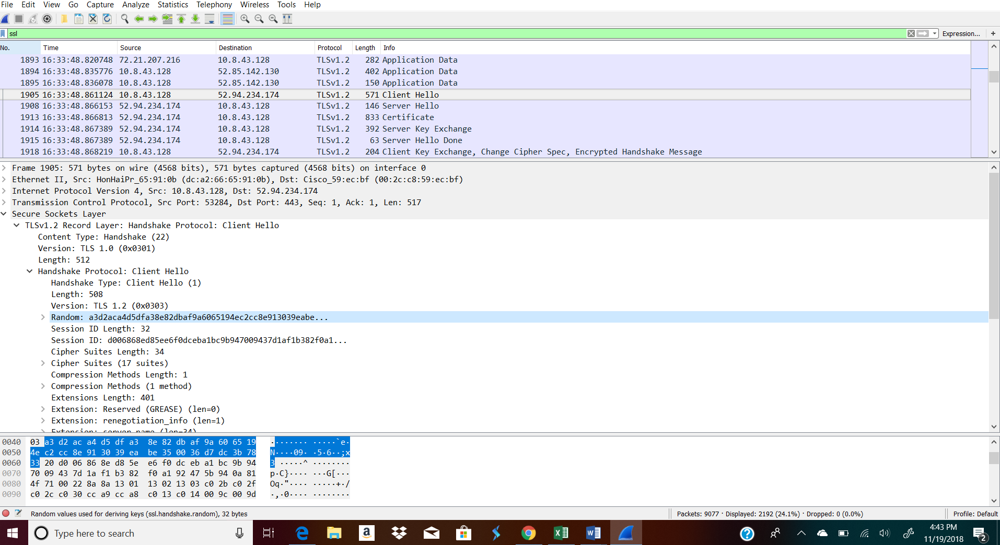 File Edit View Go Capture Analyze Statistics Telephony Wireless Tools Help
ssl
Expression... +
No. Time Source Destination Protocol Length Info
1893 16:33:48.820748 72.21.207.216 10.8.43.128 TLSv1.2 282 Application Data
1894 16:33:48.835776 10.8.43.128 52.85.142.130 TLSv1.2 402 Application Data
1895 16:33:48.836078 10.8.43.128 52.85.142.130 TLSv1.2 150 Application Data
1905 16:33:48.861124 10.8.43.128 52.94.234.174 TLSv1.2 571 Client Hello
1908 16:33:48.866153 52.94.234.174 10.8.43.128 TLSv1.2 146 Server Hello
1913 16:33:48.866813 52.94.234.174 10.8.43.128 TLSv1.2 833 Certificate
1914 16:33:48.867389 52.94.234.174 10.8.43.128 TLSv1.2 392 Server Key Exchange
1915 16:33:48.867389 52.94.234.174 10.8.43.128 TLSv1.2 63 Server Hello Done
1918 16:33:48.868219 10.8.43.128 52.94.234.174 TLSv1.2 204 Client Key Exchange, Change Cipher Spec, Encrypted Handshake Message
Frame 1905: 571 bytes on wire (4568 bits), 571 bytes captured (4568 bits) on interface 0
Ethernet II, Src: HonHaiPr_65:91:0b (dc:a2:66:65:91:0b), Dst: Cisco_59:ec:bf (00:2c:c8:59:ec:bf)
Internet Protocol Version 4, Src: 10.8.43.128, Dst: 52.94.234.174
Transmission Control Protocol, Src Port: 53284, Dst Port: 443, Seq: 1, Ack: 1, Len: 517
Secure Sockets Layer
TLSv1.2 Record Layer: Handshake Protocol: Client Hello
Content Type: Handshake (22)
Version: TLS 1.0 (0x0301)
Length: 512
Handshake Protocol: Client Hello
Handshake Type: Client Hello (1)
Length: 508
Version: TLS 1.2 (0x0303)
Random: a3d2aca4d5dfa38e82dbaf9a6065194ec2cc8e913039eabe...
Session ID Length: 32
Session ID: d006868ed85ee6f0dceba1bc9b947009437d1af1b382f0a1...
Cipher Suites Length: 34
Cipher Suites (17 suites)
Compression Methods Length: 1
Compression Methods (1 method)
Extensions Length: 401
Extension: Reserved (GREASE) (len=0)
Extension: renegotiation_info (len=1)
Extension: server_name (len=34)
0040 03 a3 d2 ac a4 d5 df a3 8e 82 db af 9a 60 65 19 ········ ·····`e·
0050 4e c2 cc 8e 91 30 39 ea be 35 00 36 d7 dc 3b 78 N····09· ·5·6··;x
0060 33 20 d0 06 86 8e d8 5e e6 f0 dc eb a1 bc 9b 94 3 ·····^ ········
0070 70 09 43 7d 1a f1 b3 82 f0 a1 92 47 5b 94 0a 81 p·C}···· ···G[···
0080 4f 71 00 22 8a 8a 13 01 13 02 13 03 c0 2b c0 2f Oq·"···· ·····+·/
0090 c0 2c c0 30 cc a9 cc a8 c0 13 c0 14 00 9c 00 9d ·,·0···· ········
Random values used for deriving keys (ssl.handshake.random), 32 bytes
Packets: 9077 · Displayed: 2192 (24.1%) · Dropped: 0 (0.0%)
Profile: Default
Type here to search
4:43 PM
11/19/2018
2